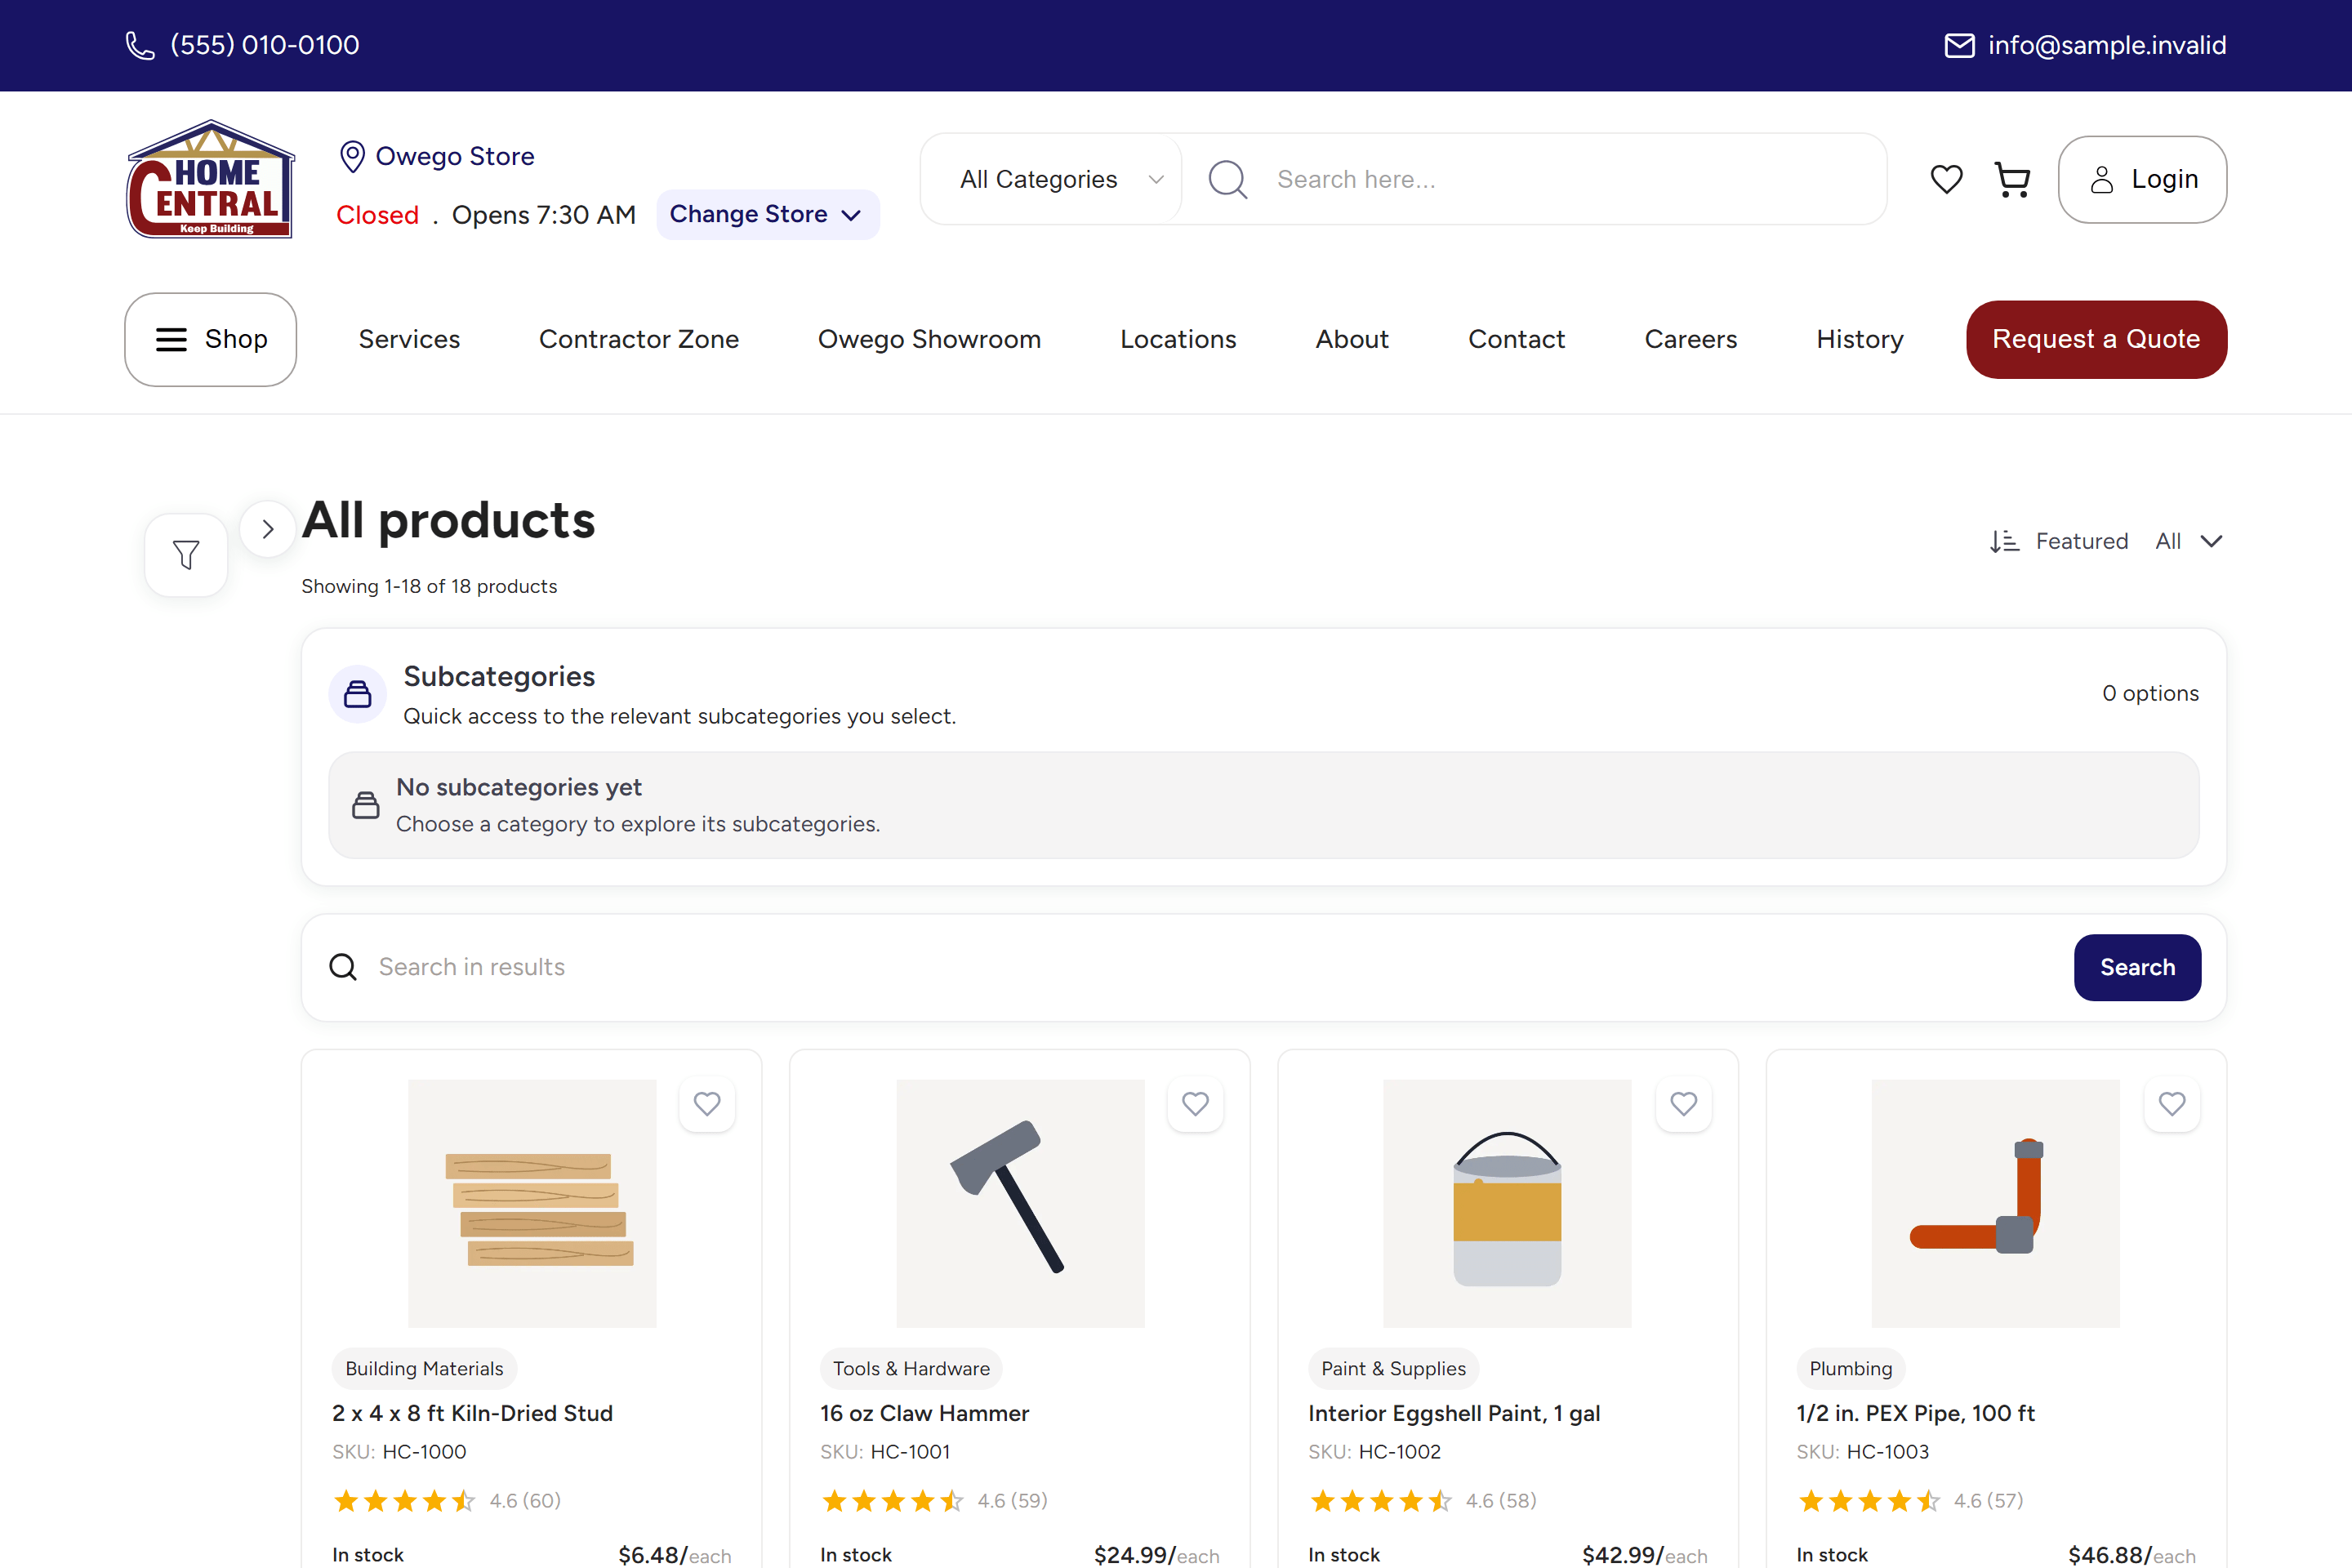 (555) 010-0100
info@sample.invalid
HOME
CENTRAL
Keep Building
Owego Store
Closed . Opens 7:30 AM
Change Store
All Categories
Search here...
Login
Shop
Services
Contractor Zone
Owego Showroom
Locations
About
Contact
Careers
History
Request a Quote
All products
Showing 1-18 of 18 products
Featured All
Subcategories
Quick access to the relevant subcategories you select.
0 options
No subcategories yet
Choose a category to explore its subcategories.
Search in results
Search
Building Materials
2 x 4 x 8 ft Kiln-Dried Stud
SKU: HC-1000
4.6 (60)
In stock
$6.48/each
Tools & Hardware
16 oz Claw Hammer
SKU: HC-1001
4.6 (59)
In stock
$24.99/each
Paint & Supplies
Interior Eggshell Paint, 1 gal
SKU: HC-1002
4.6 (58)
In stock
$42.99/each
Plumbing
1/2 in. PEX Pipe, 100 ft
SKU: HC-1003
4.6 (57)
In stock
$46.88/each